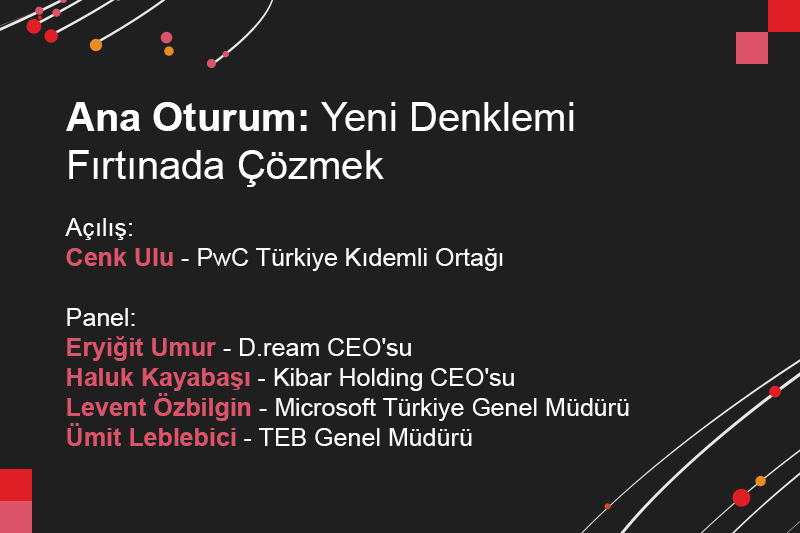 Ana Oturum: Yeni Denklemi
Fırtınada Çözmek
Açılış:
Cenk Ulu - PwC Türkiye Kıdemli Ortağı
Panel:
Eryiğit Umur - D.ream CEO'su
Haluk Kayabaşı - Kibar Holding CEO'su
Levent Özbilgin - Microsoft Türkiye Genel Müdürü
Ümit Leblebici - TEB Genel Müdürü